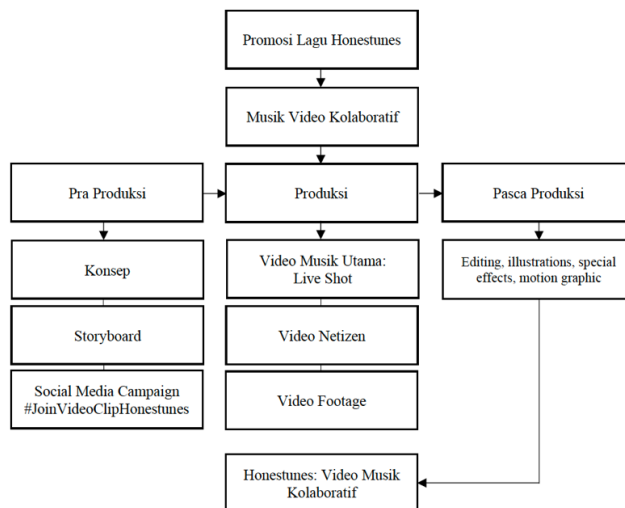 Promosi Lagu Honestunes
Musik Video Kolaboratif
Pra Produksi
Produksi
Pasca Produksi
Konsep
Video Musik Utama:
Live Shot
Editing, illustrations, special
effects, motion graphic
Storyboard
Video Netizen
Social Media Campaign
#JoinVideoClipHonestunes
Video Footage
Honestunes: Video Musik
Kolaboratif